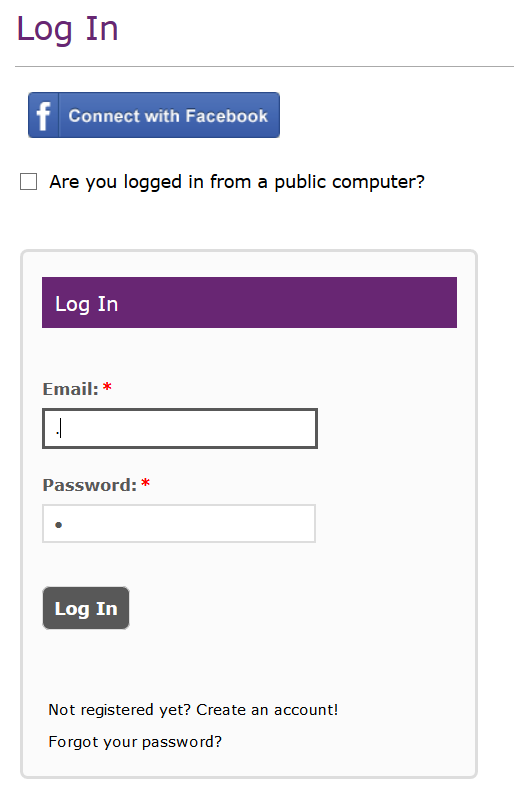 Log In
f Connect with Facebook
Are you logged in from a public computer?
Log In
Email: *
.
Password: *
•
Log In
Not registered yet? Create an account!
Forgot your password?